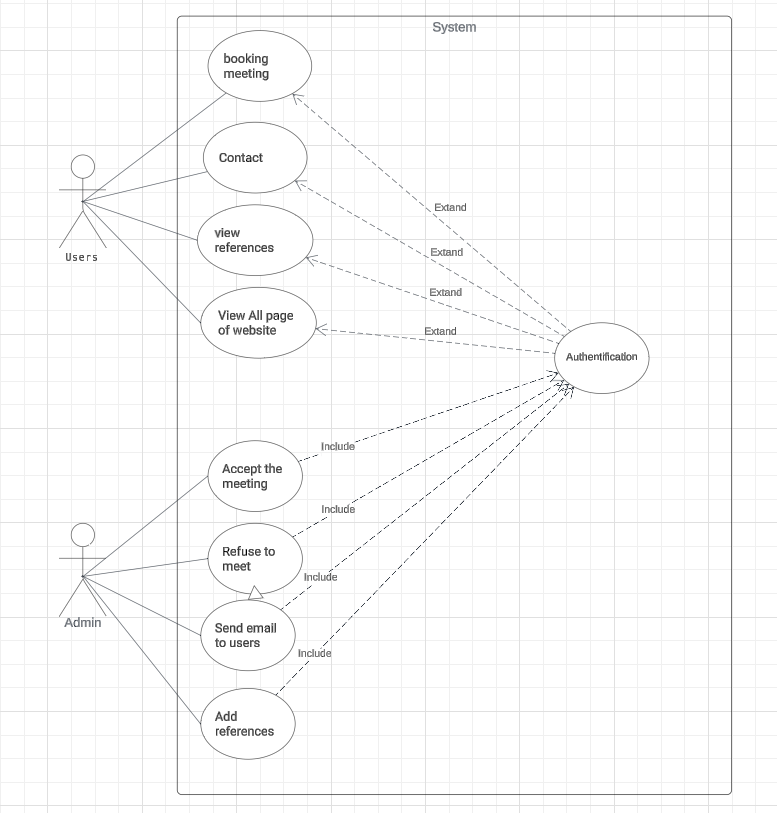 System
booking
meeting
Contact
view
references
View All page
of website
Users
Extand
Extand
Extand
Extand
Authentification
Accept the
meeting
Include
Refuse to
meet
Include
Admin
Send email
to users
Include
Add
references
Include